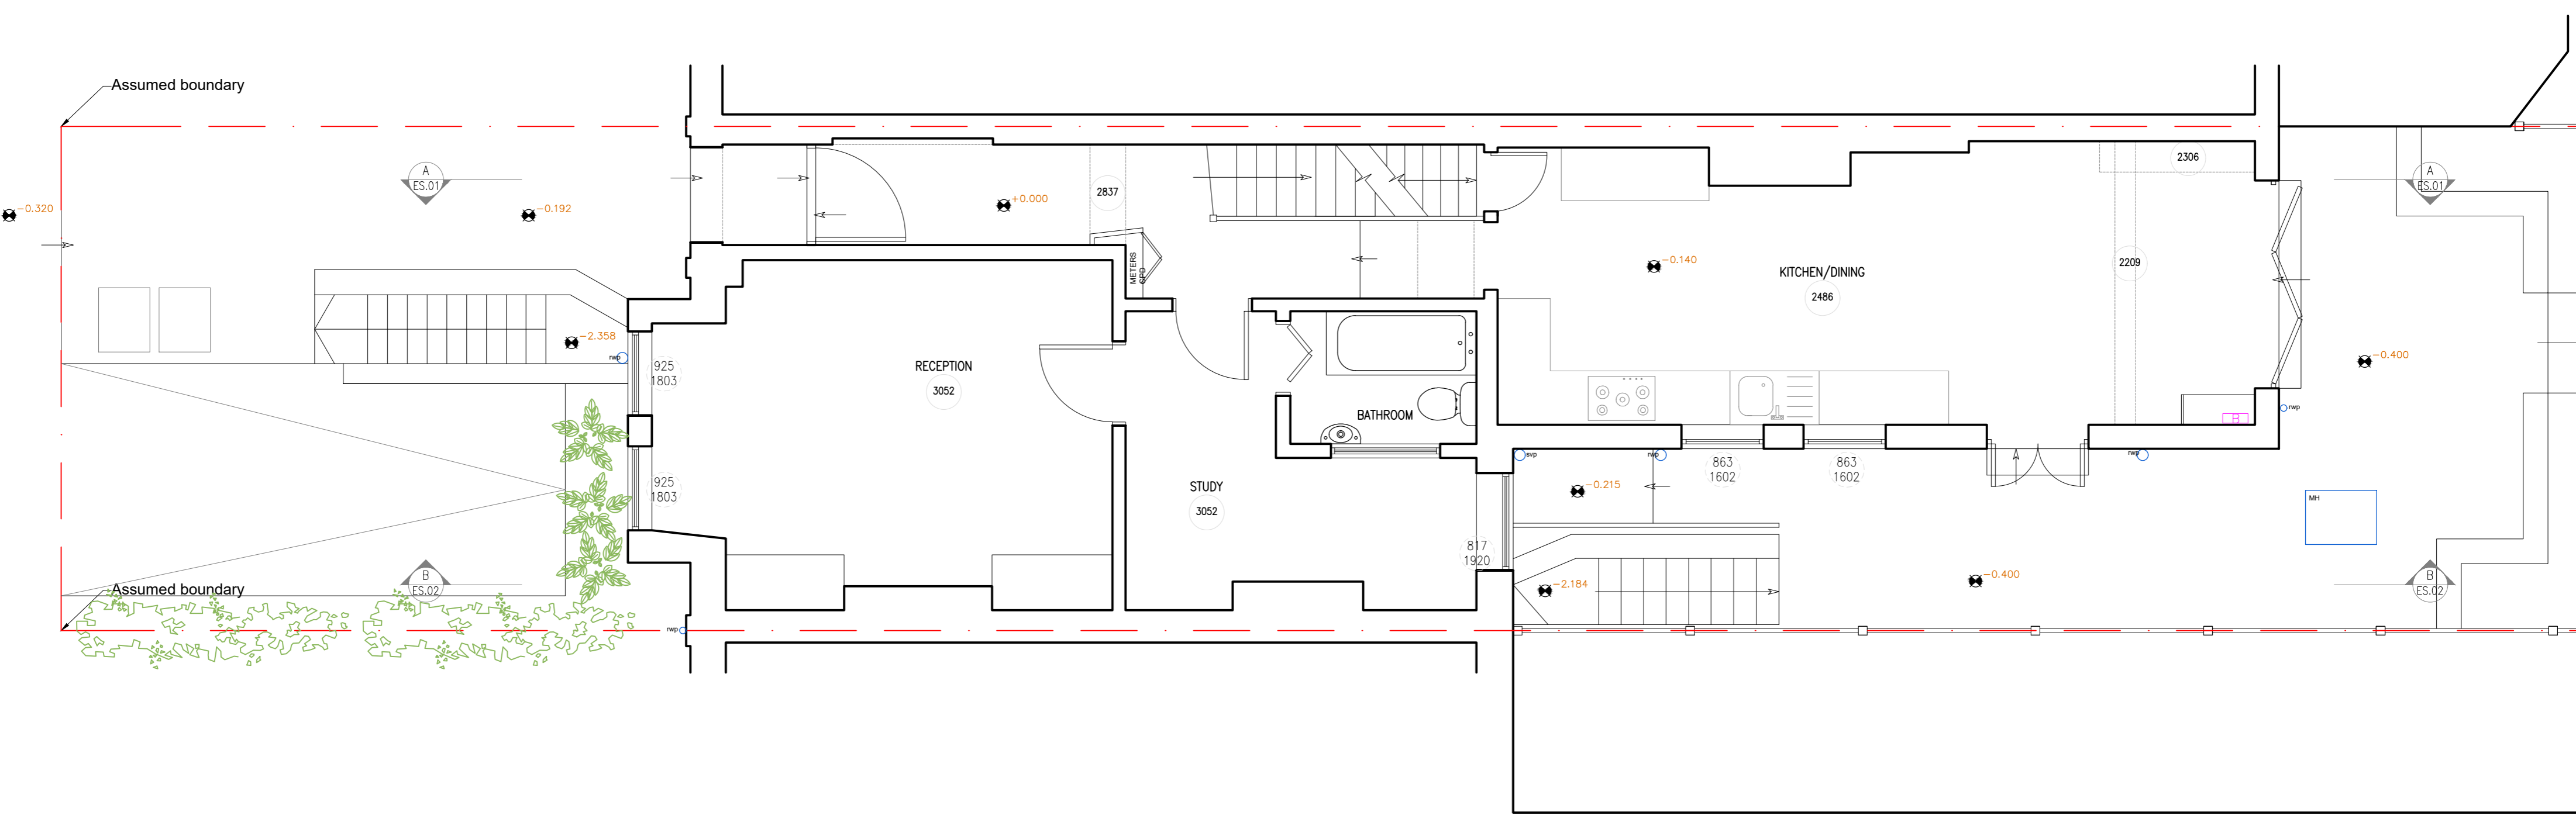 Assumed boundary
A
ES.01
-0.320
-0.192
+0.000
2837
METERS
CPD
-2.358
rwp
925
1803
925
1803
RECEPTION
3052
B
ES.02
Assumed boundary
rwp
BATHROOM
STUDY
3052
817
1920
-0.140
KITCHEN/DINING
2486
2306
2209
B
rwp
svp
rwp
863
1602
863
1602
rwp
-0.215
-2.184
-0.400
MH
A
ES.01
-0.400
B
ES.02